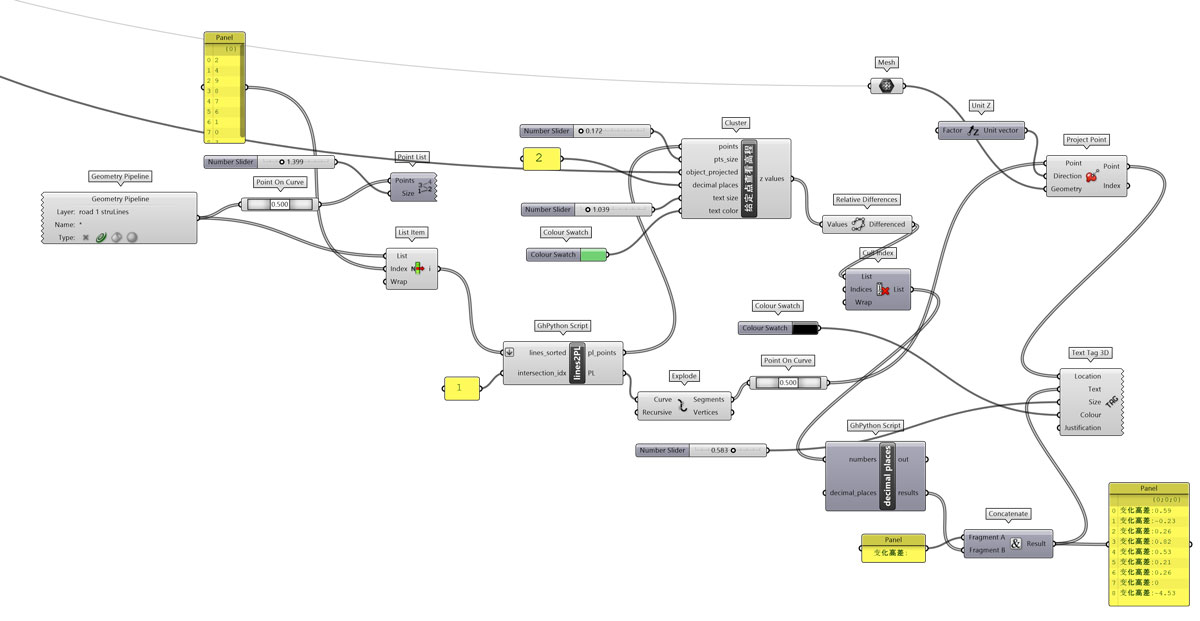 Panel
{0}
0 2
1 4
2 9
3 8
4 7
5 6
6 1
7 0
Number Slider 1.399
Point List
Points
Size
Geometry Pipeline
Geometry Pipeline
Layer: road 1 struLines
Name: *
Type:
Point On Curve
0.500
List Item
List
Index
Wrap
i
Number Slider 0.172
2
Number Slider 1.039
Colour Swatch
Colour Swatch
Cluster
points
pts_size
object_projected
decimal places
text size
text color
给定点查看高程
z values
GhPython Script
lines_sorted
intersection_idx
lines2PL
pl_points
PL
1
Explode
Curve
Recursive
Segments
Vertices
Point On Curve
0.500
Number Slider 0.583
Relative Differences
Values
Differenced
Cull Index
List
Indices
Wrap
List
Colour Swatch
Colour Swatch
Mesh
Unit Z
Factor
Unit vector
Project Point
Point
Direction
Geometry
Point
Index
Text Tag 3D
Location
Text
Size
Colour
Justification
TAG
GhPython Script
numbers
decimal_places
decimal places
out
results
Panel
变化高差:
Concatenate
Fragment A
Fragment B
&
Result
Panel
{0;0;0}
0 变化高差:0.59
1 变化高差:-0.23
2 变化高差:0.26
3 变化高差:0.82
4 变化高差:0.53
5 变化高差:0.21
6 变化高差:0.26
7 变化高差:0
8 变化高差:-4.53